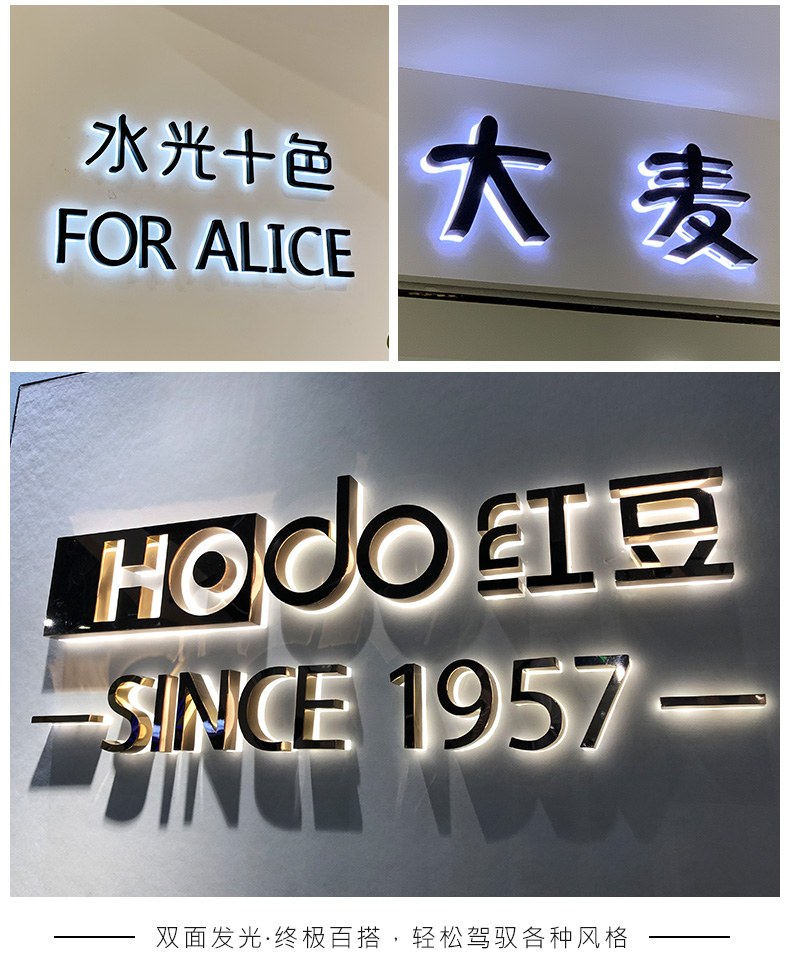 水光十色
FOR ALICE
大麦
Hodo红豆
—SINCE 1957—
双面发光·终极百搭，轻松驾驭各种风格